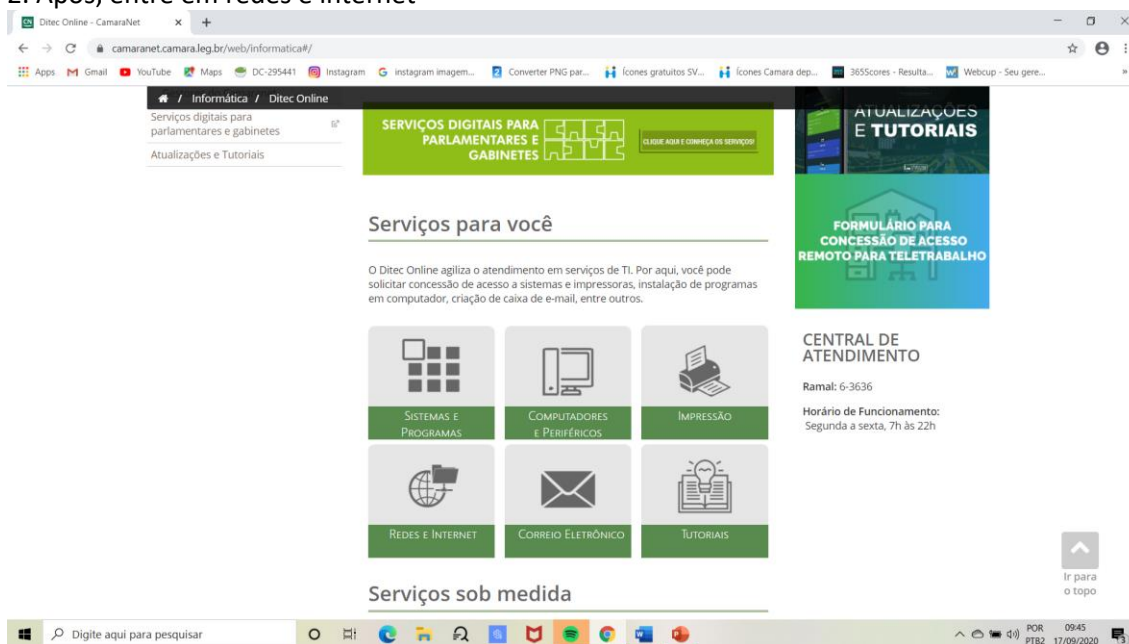 2. Após, entre em redes e internet
Ditec Online - CamaraNet
camaranet.camara.leg.br/web/informatica#/
Apps
Gmail
YouTube
Maps
DC-295441
Instagram
instagram imagem...
Converter PNG par...
Ícones gratuitos SV...
Ícones Camara dep...
365Scores - Resulta...
Webcup - Seu gere...
/ Informática / Ditec Online
Serviços digitais para
parlamentares e gabinetes
Atualizações e Tutoriais
SERVIÇOS DIGITAIS PARA
PARLAMENTARES E
GABINETES
CLIQUE AQUI E CONHEÇA OS SERVIÇOS!
ATUALIZAÇÕES
E TUTORIAIS
FORMULÁRIO PARA
CONCESSÃO DE ACESSO
REMOTO PARA TELETRABALHO
Serviços para você
O Ditec Online agiliza o atendimento em serviços de TI. Por aqui, você pode
solicitar concessão de acesso a sistemas e impressoras, instalação de programas
em computador, criação de caixa de e-mail, entre outros.
SISTEMAS E
PROGRAMAS
COMPUTADORES
E PERIFÉRICOS
IMPRESSÃO
REDES E INTERNET
CORREIO ELETRÔNICO
TUTORIAIS
CENTRAL DE
ATENDIMENTO
Ramal: 6-3636
Horário de Funcionamento:
Segunda a sexta, 7h às 22h
Serviços sob medida
Ir para
o topo
Digite aqui para pesquisar
POR
PTB2
09:45
17/09/2020